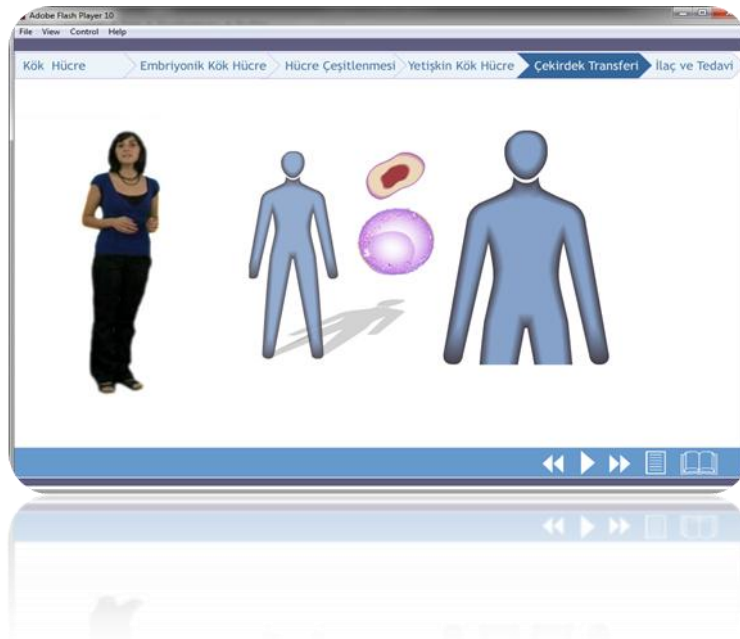 Adobe Flash Player 10
File View Control Help
Kök Hücre Embriyonik Kök Hücre Hücre Çeşitlenmesi Yetişkin Kök Hücre Çekirdek Transferi İlaç ve Tedavi